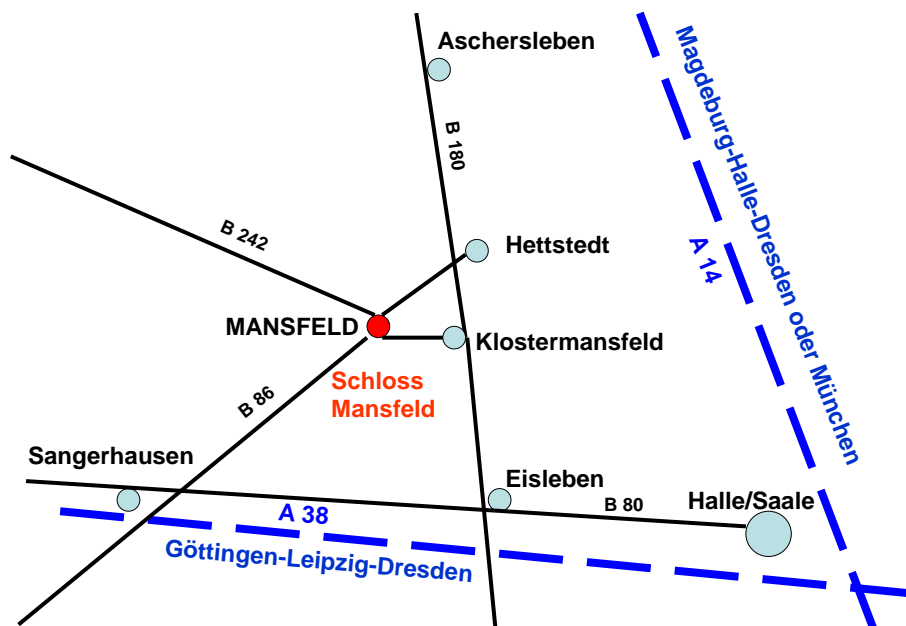 Aschersleben
Magdeburg-Halle-Dresden oder München
B 180
B 242
Hettstedt
A 14
MANSFELD
Klostermansfeld
Schloss
Mansfeld
B 86
Sangerhausen
Eisleben
Halle/Saale
B 80
A 38
Göttingen-Leipzig-Dresden